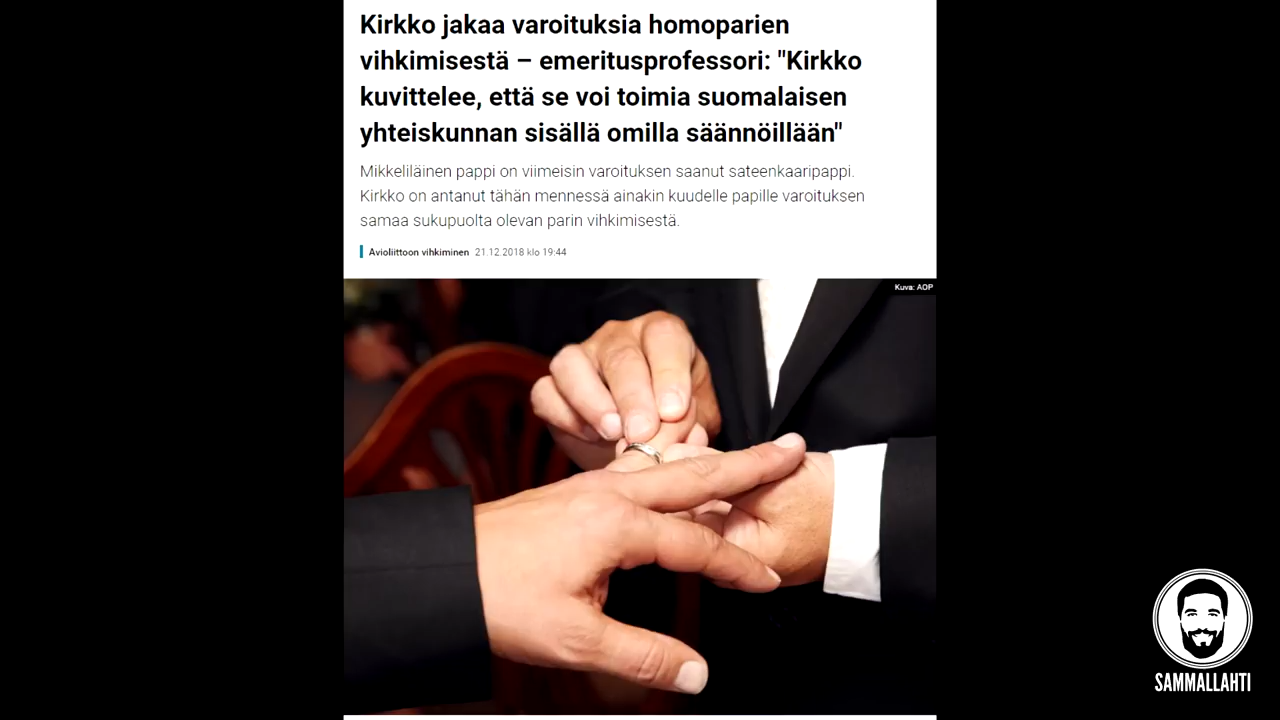 Kirkko jakaa varoituksia homoparien
vihkimisestä – emeritusprofessori: "Kirkko
kuvittelee, että se voi toimia suomalaisen
yhteiskunnan sisällä omilla säännöillään"
Mikkeliläinen pappi on viimeisin varoituksen saanut sateenkaaripappi.
Kirkko on antanut tähän mennessä ainakin kuudelle papille varoituksen
samaa sukupuolta olevan parin vihkimisestä.
Avioliittoon vihkiminen 21.12.2018 klo 19:44
Kuva: AOP
SAMMALLAHTI